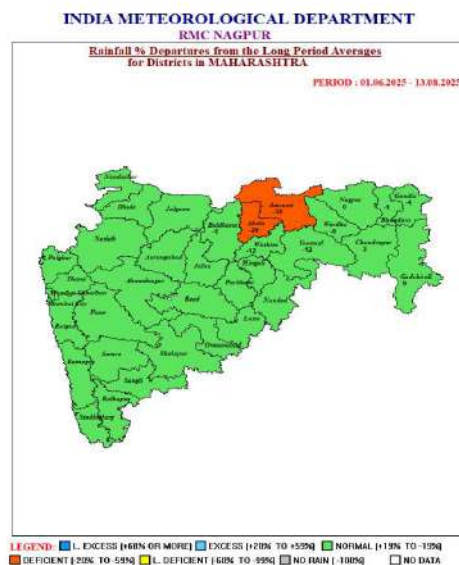 INDIA METEOROLOGICAL DEPARTMENT
RMC NAGPUR
Rainfall % Departures from the Long Period Averages
for Districts in MAHARASHTRA
PERIOD : 01.06.2025 - 13.08.2025
Nandurbar
Dhule
Jalgaon
Amravati
Nagpur
0
Gondia
Bhandara
Buldhana
Akola
Washim
Wardha
Nashik
Yavatmal
Chandrapur
Aurangabad
Jalna
Hingoli
Palghar
Parbhani
Gadchiroli
Thane
Ahmednagar
Nanded
Beed
Pune
Latur
Raigad
Osmanabad
Satara
Solapur
Sangli
Kolhapur
Sindhudurg
LEGEND: L. EXCESS [+60% OR MORE] EXCESS [+20% TO +59%] NORMAL [+19% TO -19%]
DEFICIENT [-20% TO -59%] L. DEFICIENT [-60% TO -99%] NO RAIN [-100%] NO DATA